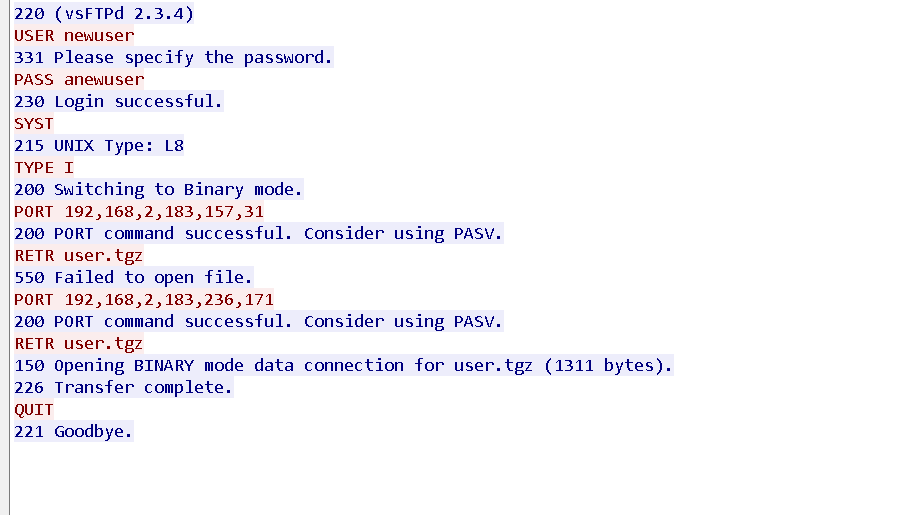 220 (vsFTPd 2.3.4)
USER newuser
331 Please specify the password.
PASS anewuser
230 Login successful.
SYST
215 UNIX Type: L8
TYPE I
200 Switching to Binary mode.
PORT 192,168,2,183,157,31
200 PORT command successful. Consider using PASV.
RETR user.tgz
550 Failed to open file.
PORT 192,168,2,183,236,171
200 PORT command successful. Consider using PASV.
RETR user.tgz
150 Opening BINARY mode data connection for user.tgz (1311 bytes).
226 Transfer complete.
QUIT
221 Goodbye.